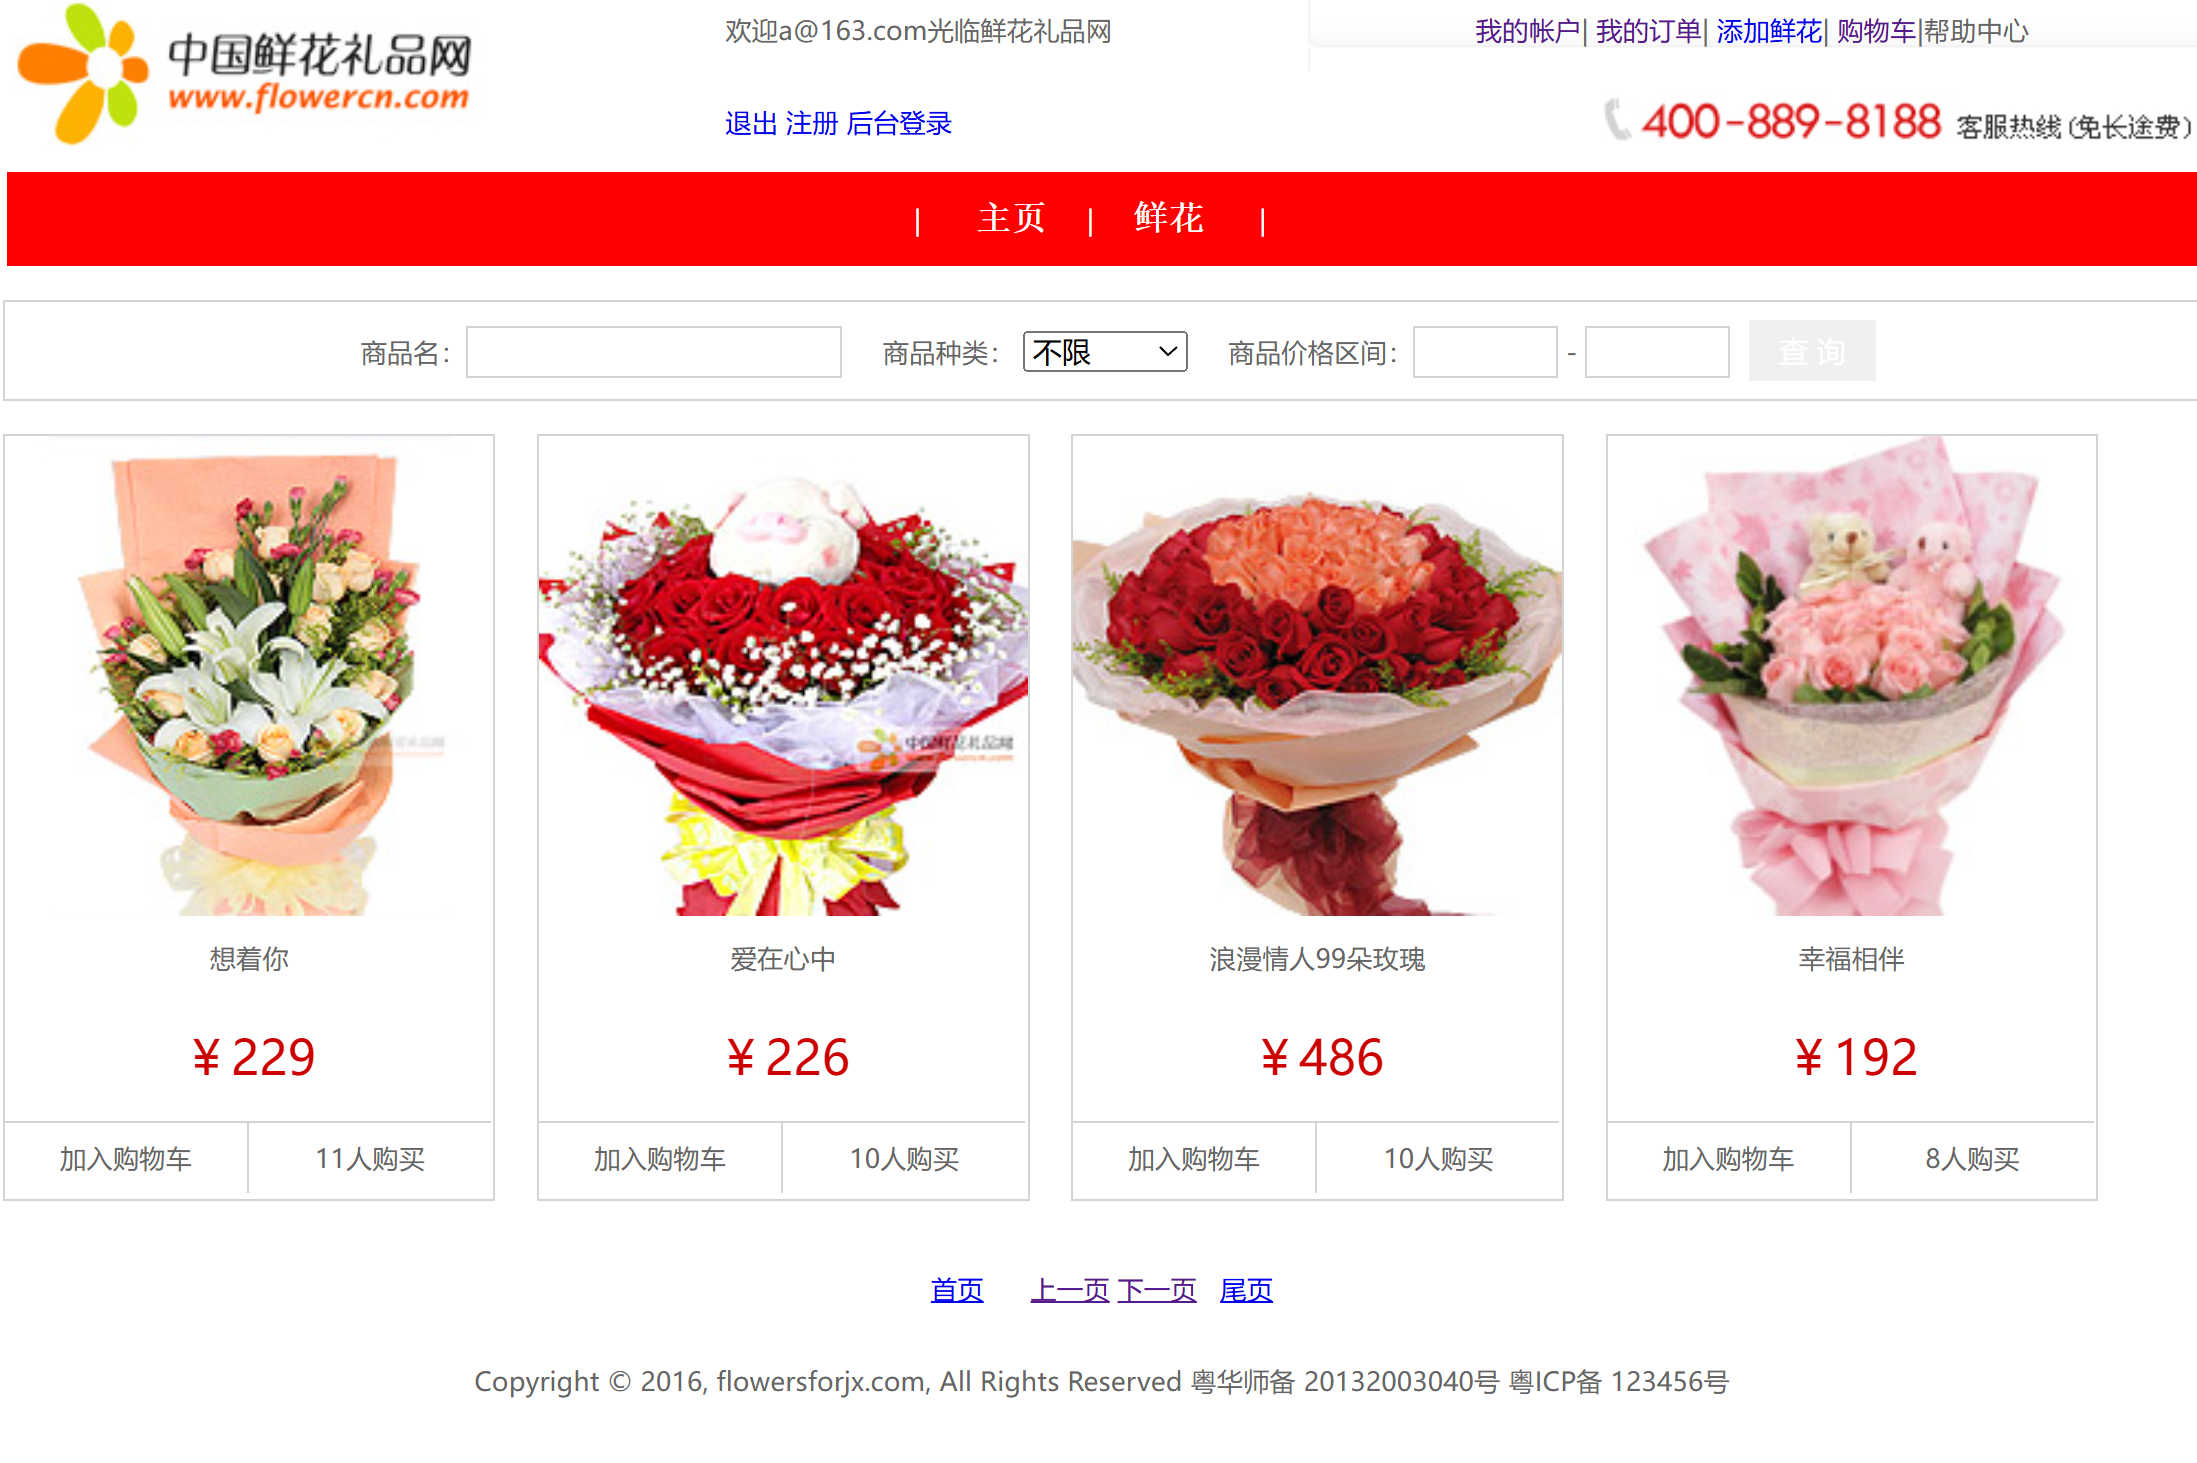 中国鲜花礼品网
www.flowercn.com
欢迎a@163.com光临鲜花礼品网
我的帐户| 我的订单| 添加鲜花| 购物车|帮助中心
退出 注册 后台登录
400-889-8188 客服热线(免长途费)
| 主页 | 鲜花 |
商品名： 商品种类： 不限 商品价格区间： - 查 询
中国鲜花礼品网
想着你
爱在心中
浪漫情人99朵玫瑰
幸福相伴
¥ 229
¥ 226
¥ 486
¥ 192
加入购物车 11人购买
加入购物车 10人购买
加入购物车 10人购买
加入购物车 8人购买
首页 上一页 下一页 尾页
Copyright © 2016, flowersforjx.com, All Rights Reserved 粤华师备 20132003040号 粤ICP备 123456号